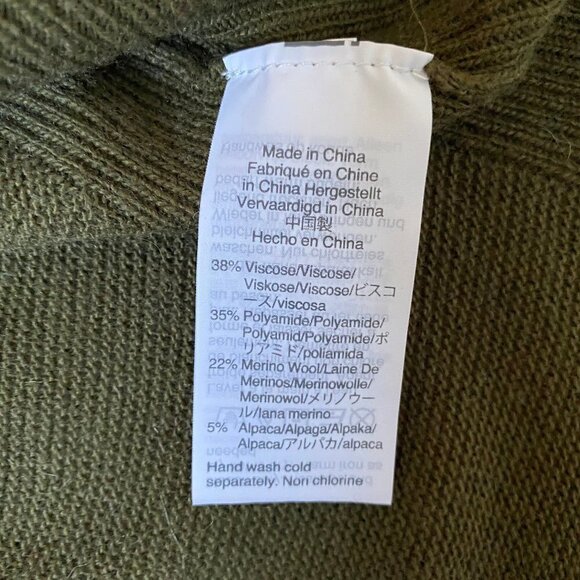 Made in China
Fabriqué en Chine
in China Hergestellt
Vervaardigd in China
中国製
Hecho en China
38% Viscose/Viscose/
Viskose/Viscose/ビスコ
ース/viscosa
35% Polyamide/Polyamide/
Polyamid/Polyamide/ポ
リアミド/poliamida
22% Merino Wool/Laine De
Merinos/Merinowolle/
Merinowol/メリノウー
ル/lana merino
5% Alpaca/Alpaga/Alpaka/
Alpaca/アルパカ/alpaca
Hand wash cold
separately. Non chlorine